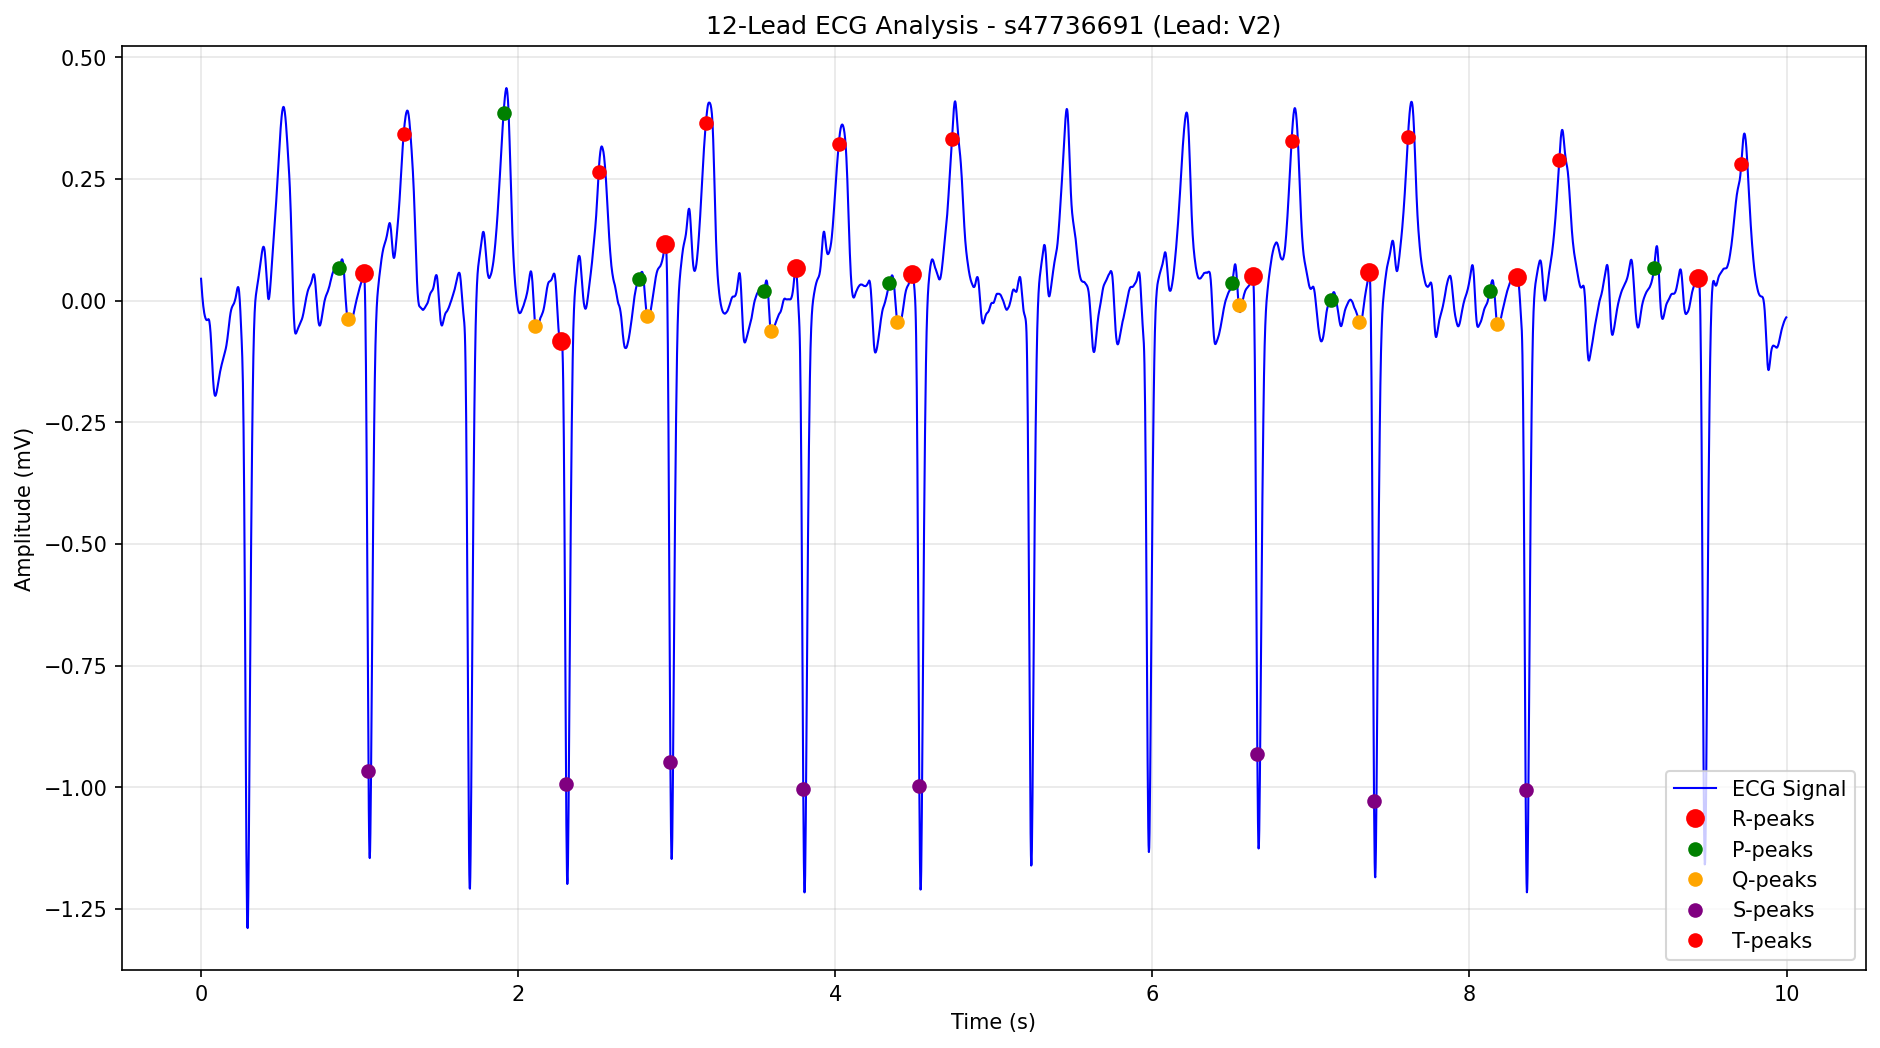 12-Lead ECG Analysis - s47736691 (Lead: V2)
Amplitude (mV)
0.50
0.25
0.00
−0.25
−0.50
−0.75
−1.00
−1.25
ECG Signal
R-peaks
P-peaks
Q-peaks
S-peaks
T-peaks
0 2 4 6 8 10
Time (s)